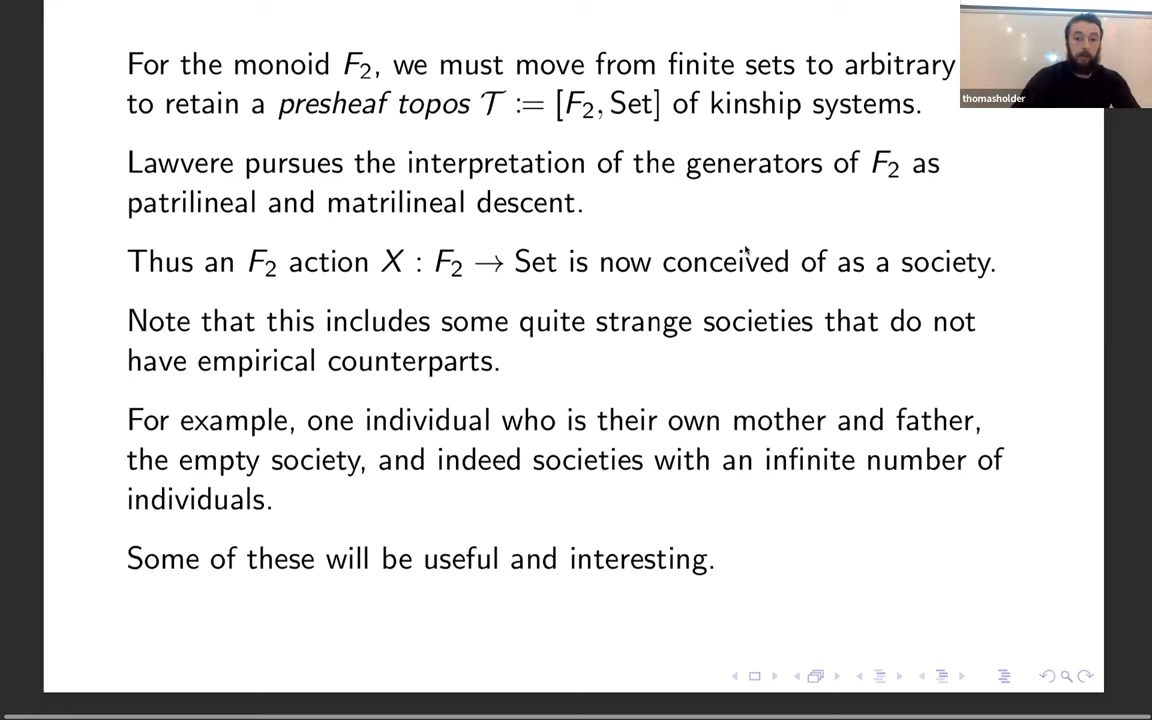 For the monoid F₂, we must move from finite sets to arbitrary
to retain a presheaf topos 𝒯 := [F₂, Set] of kinship systems.
Lawvere pursues the interpretation of the generators of F₂ as
patrilineal and matrilineal descent.
Thus an F₂ action X : F₂ → Set is now conceived of as a society.
Note that this includes some quite strange societies that do not
have empirical counterparts.
For example, one individual who is their own mother and father,
the empty society, and indeed societies with an infinite number of
individuals.
Some of these will be useful and interesting.
thomasholder